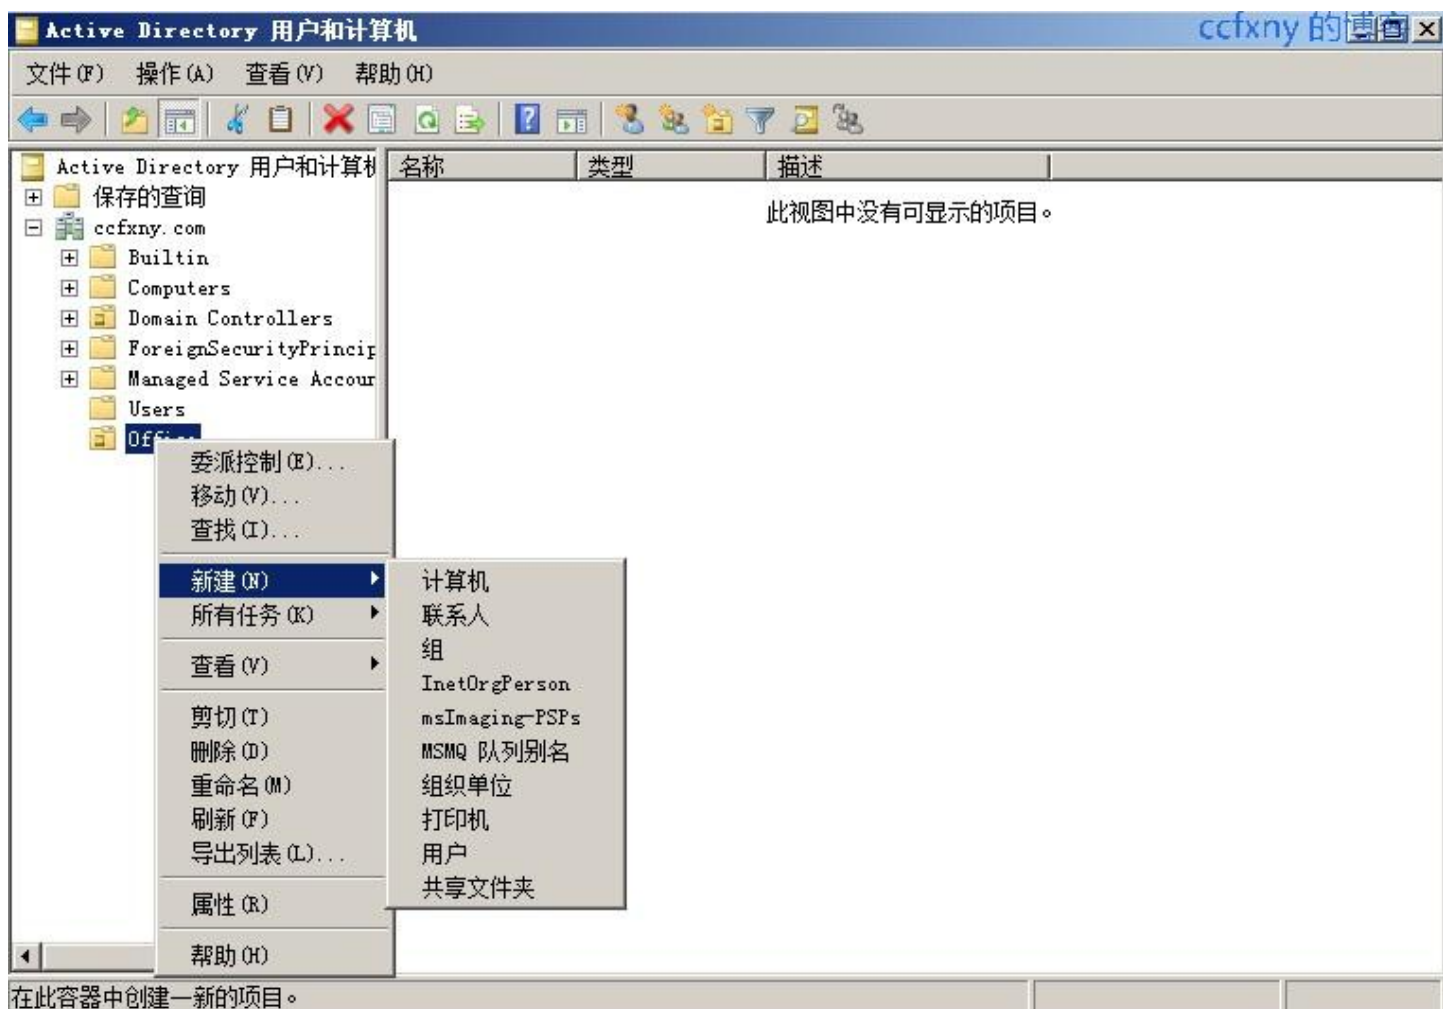 Active Directory 用户和计算机
ccfxny 的博客
文件(F) 操作(A) 查看(V) 帮助(H)
Active Directory 用户和计算机
名称 类型 描述
保存的查询
此视图中没有可显示的项目。
ccfxny.com
Builtin
Computers
Domain Controllers
ForeignSecurityPrincip
Managed Service Accour
Users
委派控制(E)...
移动(V)...
查找(I)...
新建(N)
所有任务(K)
查看(V)
剪切(T)
删除(D)
重命名(M)
刷新(F)
导出列表(L)...
属性(R)
帮助(H)
计算机
联系人
组
InetOrgPerson
msImaging-PSPs
MSMQ 队列别名
组织单位
打印机
用户
共享文件夹
在此容器中创建一新的项目。